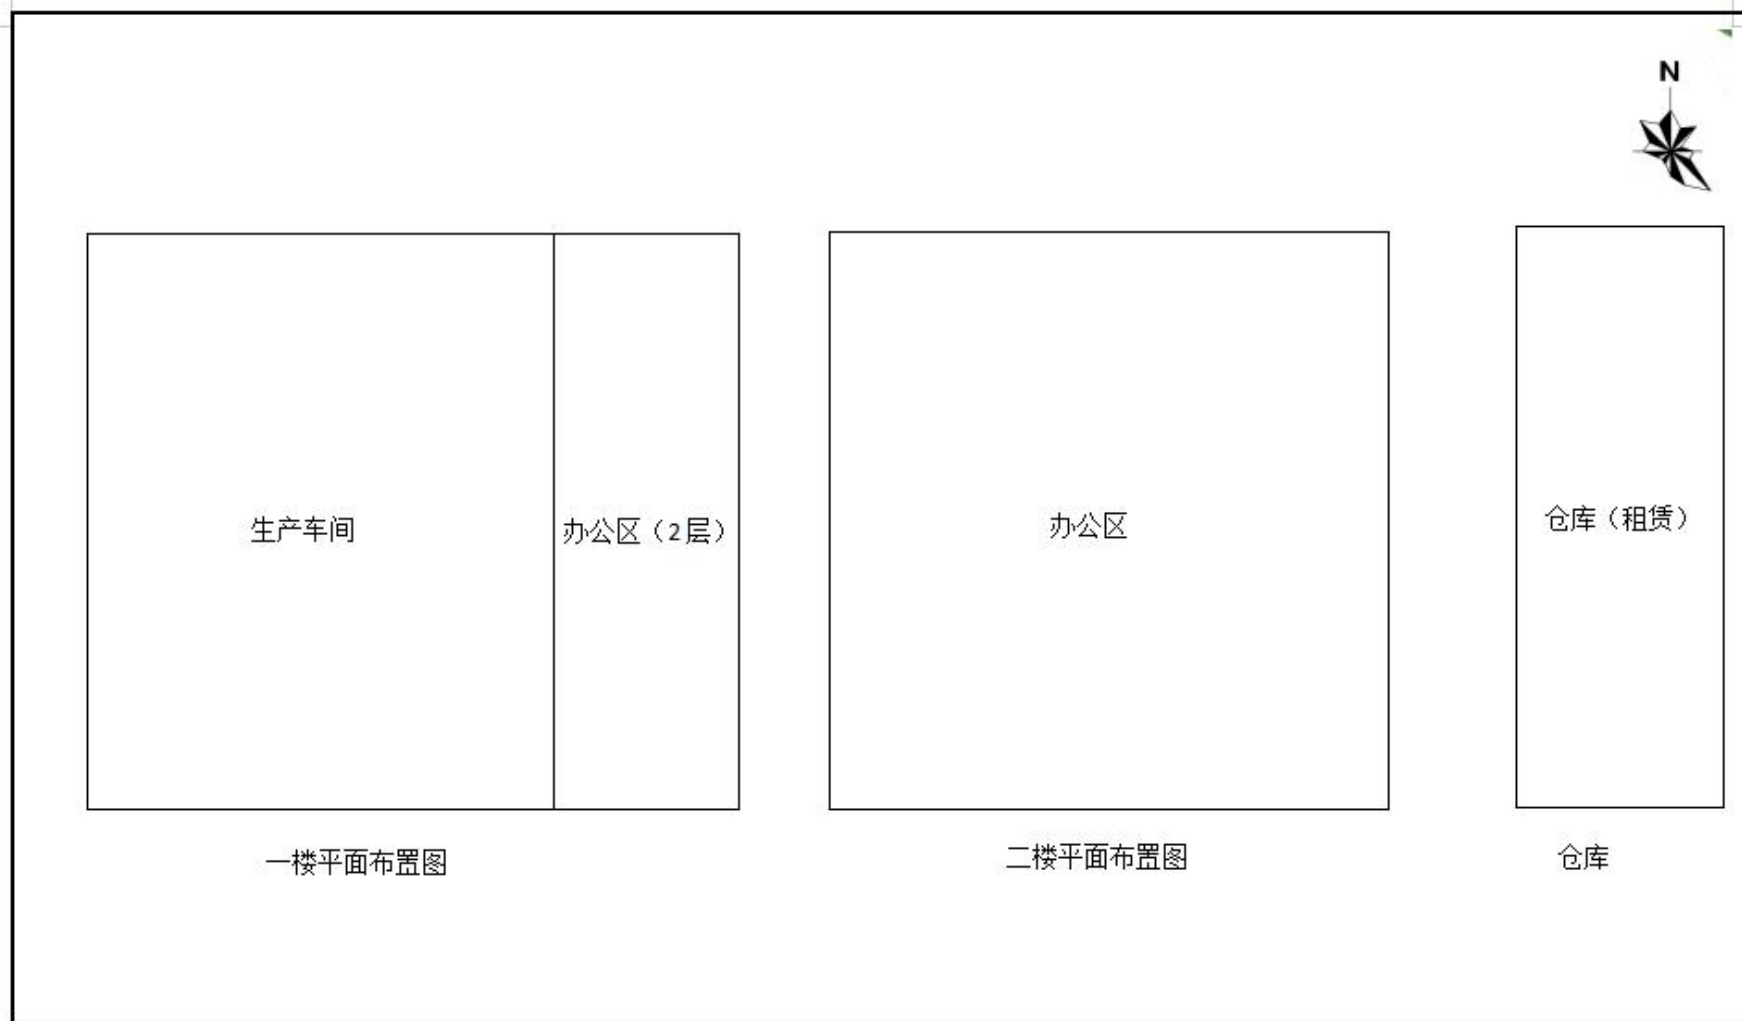 N
生产车间
办公区（2层）
办公区
仓库（租赁）
一楼平面布置图
二楼平面布置图
仓库